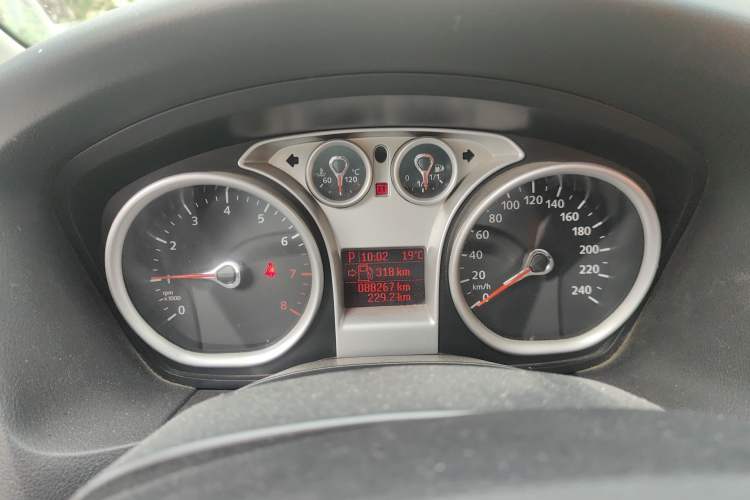 60 120 °C
0 1/2 1/1
0 1 2 3 4 5 6 7 8
rpm
x1000
P 10:02 19°C
318 km
088267 km
229.2 km
0 20 40 60 80 100 120 140 160 180 200 220 240
km/h